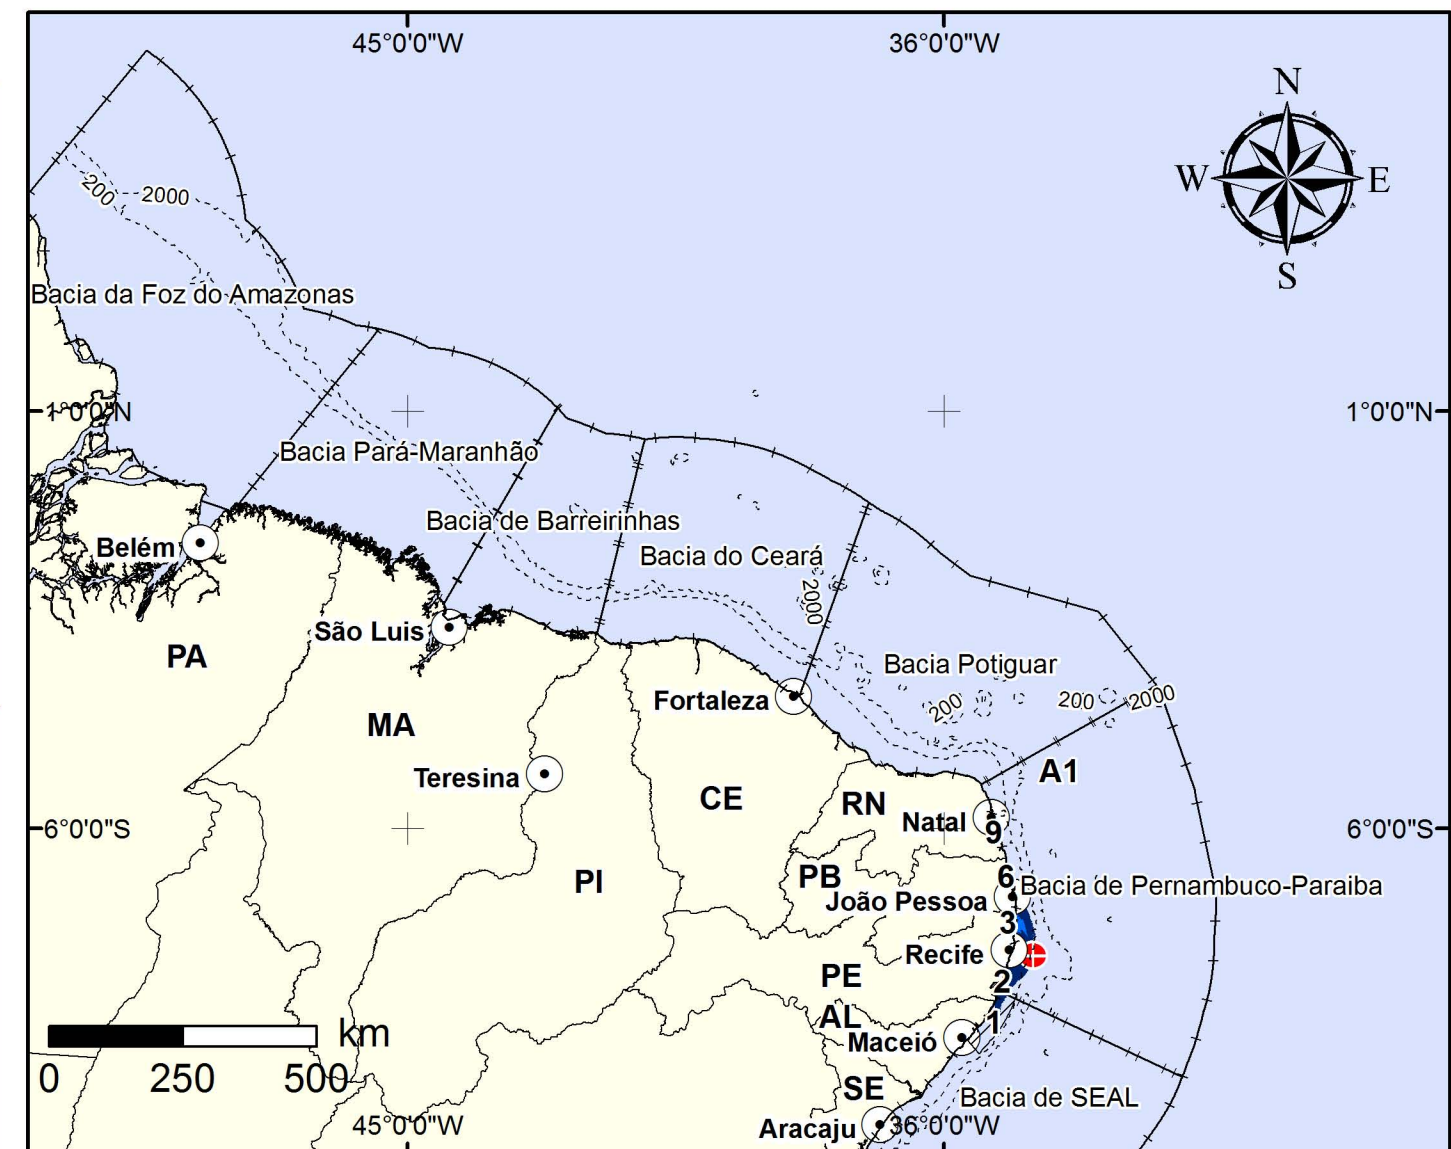 45°0'0"W
36°0'0"W
N
W
E
S
200
2000
Bacia da Foz do Amazonas
1°0'0"N
1°0'0"N
Bacia Pará-Maranhão
Bacia de Barreirinhas
Belém
Bacia do Ceará
2000
São Luis
PA
Bacia Potiguar
Fortaleza
200
200
2000
MA
Teresina
A1
CE
RN
Natal
9
6°0'0"S
6°0'0"S
PI
PB
6
Bacia de Pernambuco-Paraiba
João Pessoa
3
Recife
PE
2
AL
1
Maceió
km
0
250
500
SE
Bacia de SEAL
45°0'0"W
Aracaju
36°0'0"W